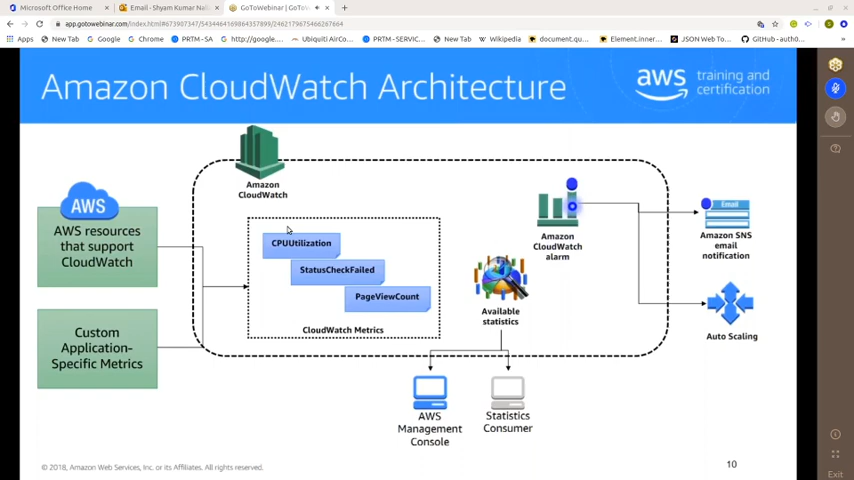 Microsoft Office Home
Email - Shyam Kumar Nal
GoToWebinar | GoTo
app.gotowebinar.com/index.html#673907347/5434464169864357899/2462179675466267664
Apps
New Tab
Google
Chrome
PRTM -SA
http://google....
Ubiquiti AirCo...
PRTM -SERVIC...
New Tab
Wikipedia
document.qu...
Element.inner...
JSON Web To...
GitHub - auth0...
Amazon CloudWatch Architecture
aws training and
certification
Amazon
CloudWatch
AWS
AWS resources
that support
CloudWatch
Custom
Application-
Specific Metrics
CPUUtilization
StatusCheckFailed
PageViewCount
CloudWatch Metrics
Amazon
CloudWatch
alarm
Available
statistics
Email
Amazon SNS
email
notification
Auto Scaling
AWS
Management
Console
Statistics
Consumer
© 2018, Amazon Web Services, Inc. or its Affiliates. All rights reserved.
10
Exit